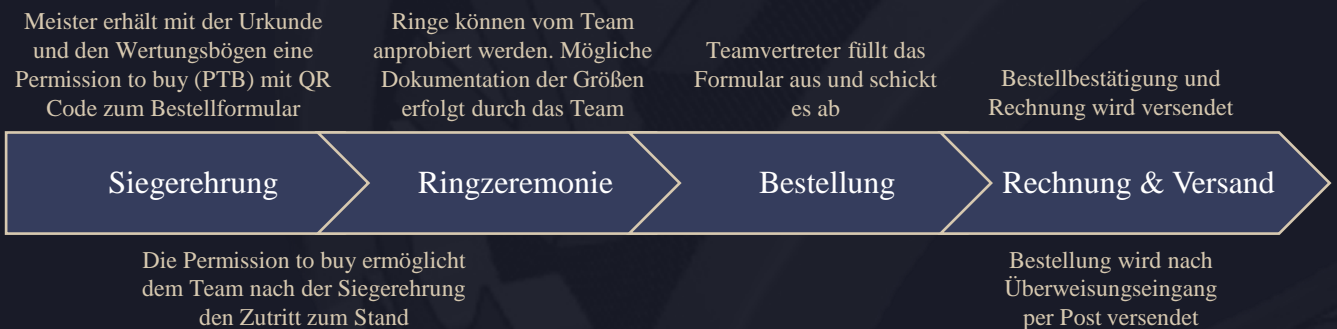 Meister erhält mit der Urkunde
und den Wertungsbögen eine
Permission to buy (PTB) mit QR
Code zum Bestellformular
Ringe können vom Team
anprobiert werden. Mögliche
Dokumentation der Größen
erfolgt durch das Team
Teamvertreter füllt das
Formular aus und schickt
es ab
Bestellbestätigung und
Rechnung wird versendet
Siegerehrung
Ringzeremonie
Bestellung
Rechnung & Versand
Die Permission to buy ermöglicht
dem Team nach der Siegerehrung
den Zutritt zum Stand
Bestellung wird nach
Überweisungseingang
per Post versendet